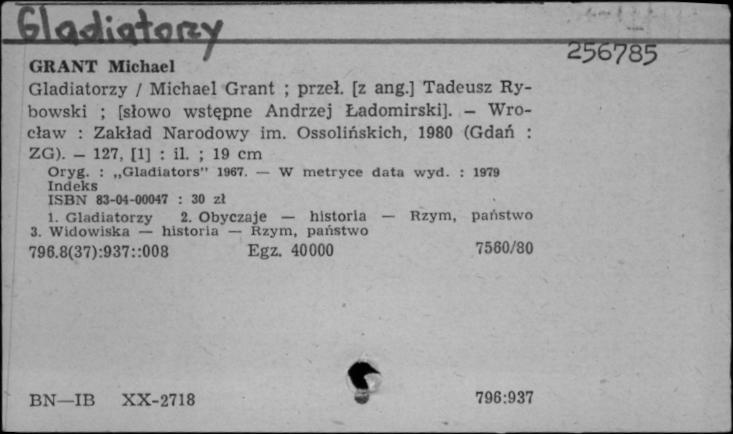 Gladiatorzy
256785
GRANT Michael
Gladiatorzy / Michael Grant ; przeł. [z ang.] Tadeusz Ry-
bowski ; [słowo wstępne Andrzej Ładomirski]. — Wro-
cław : Zakład Narodowy im. Ossolińskich, 1980 (Gdań :
ZG). — 127, [1] : il. ; 19 cm
Oryg. : „Gladiators” 1967. — W metryce data wyd. : 1979
Indeks
ISBN 83-04-00047 : 30 zł
1. Gladiatorzy 2. Obyczaje — historia — Rzym, państwo
3. Widowiska — historia — Rzym, państwo
796.8(37):937::008 Egz. 40000 7560/80
BN—IB XX-2718 796:937